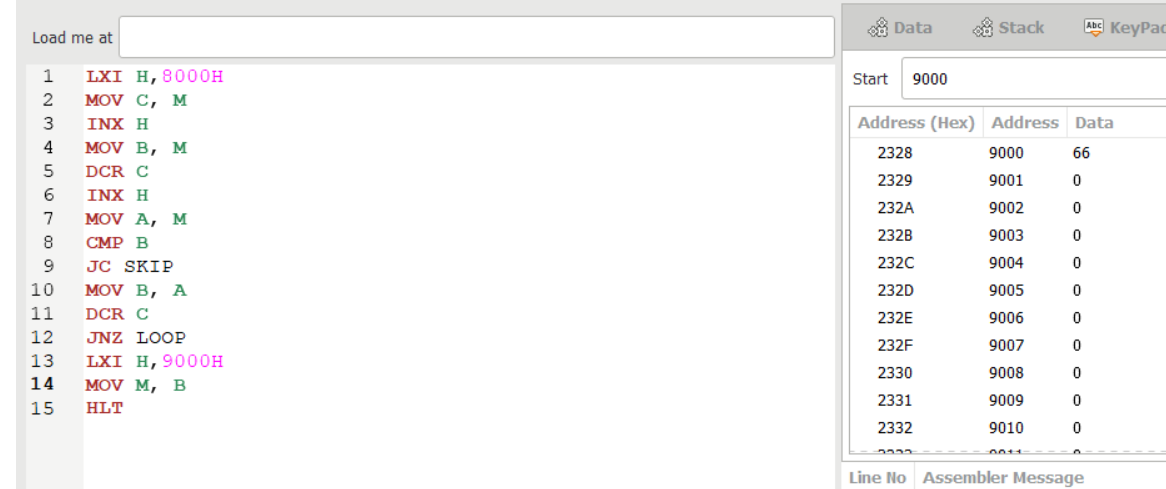 Load me at
1 LXI H,8000H
2 MOV C, M
3 INX H
4 MOV B, M
5 DCR C
6 INX H
7 MOV A, M
8 CMP B
9 JC SKIP
10 MOV B, A
11 DCR C
12 JNZ LOOP
13 LXI H,9000H
14 MOV M, B
15 HLT
Data Stack Abc KeyPad
Start 9000
Address (Hex) Address Data
2328 9000 66
2329 9001 0
232A 9002 0
232B 9003 0
232C 9004 0
232D 9005 0
232E 9006 0
232F 9007 0
2330 9008 0
2331 9009 0
2332 9010 0
2333 9011 0
Line No Assembler Message